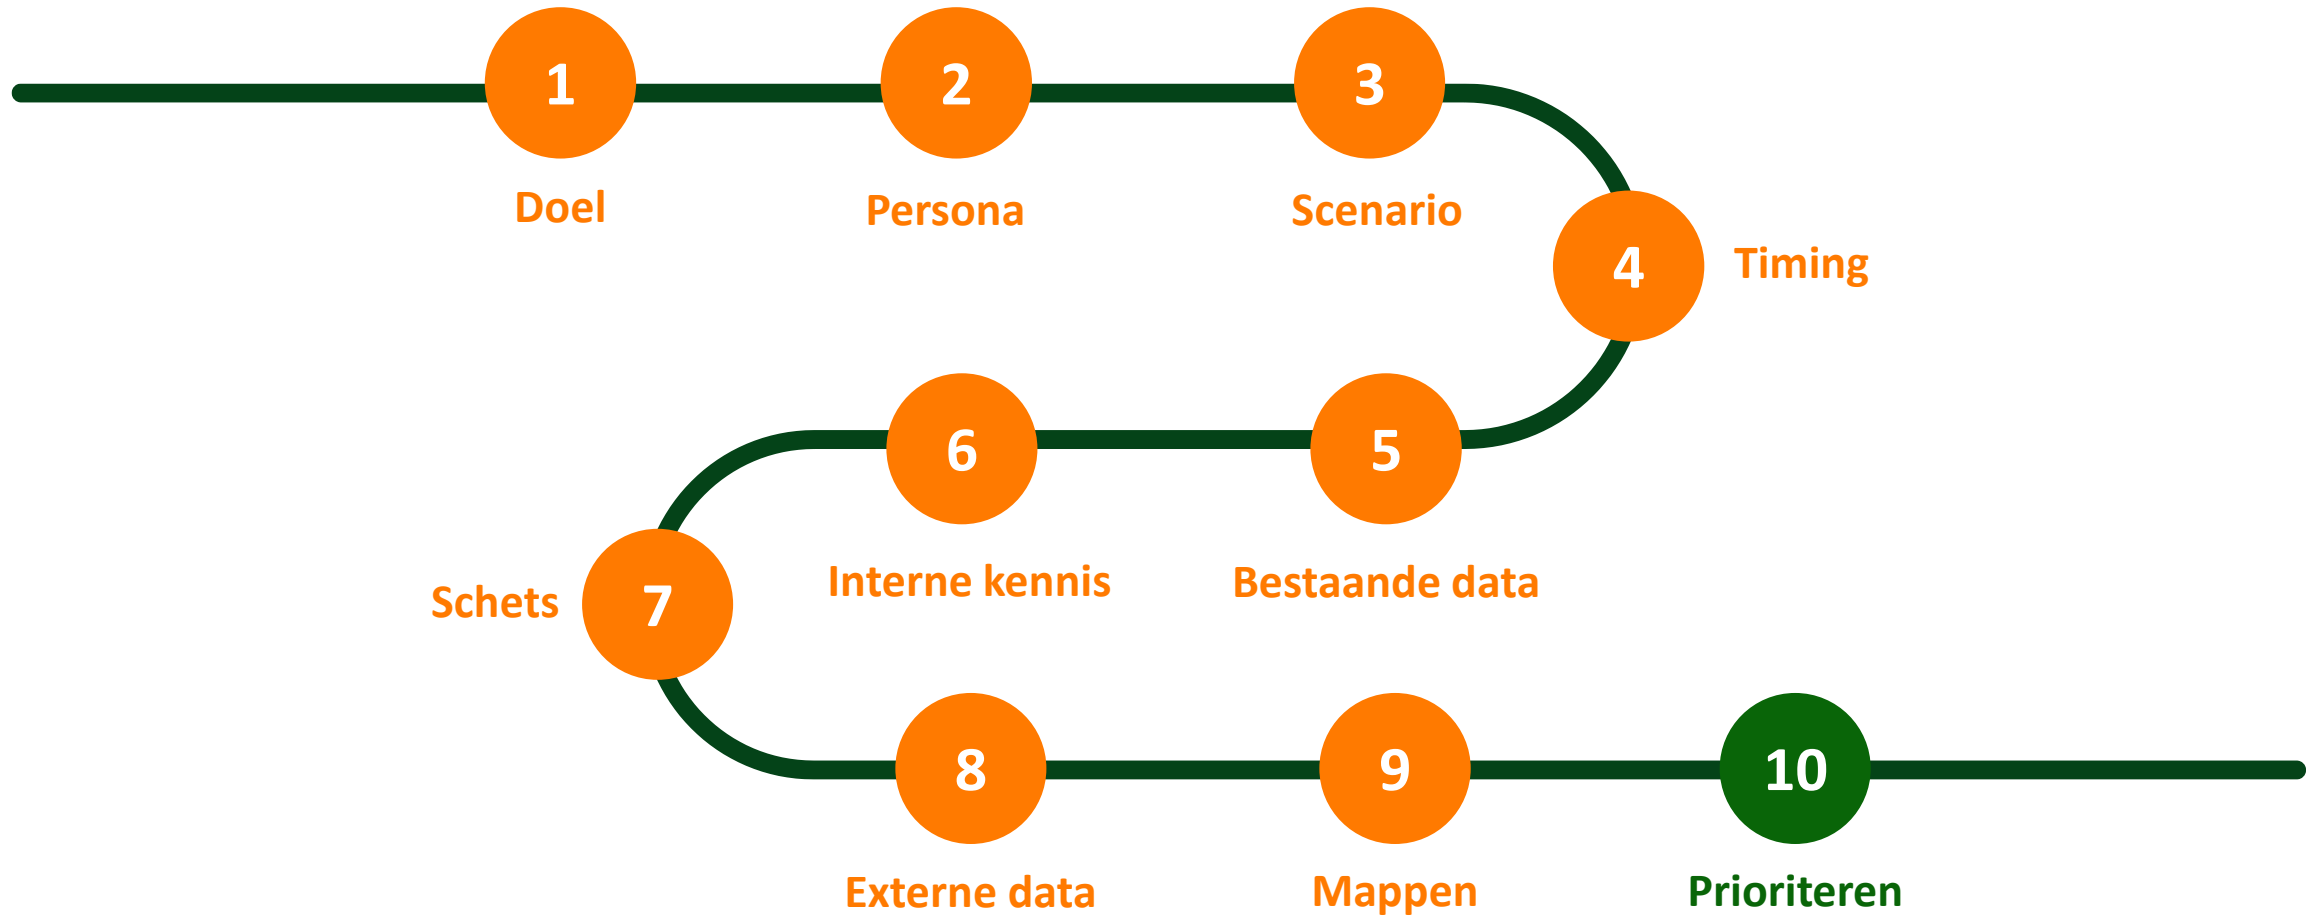 1
Doel
2
Persona
3
Scenario
4
Timing
5
Bestaande data
6
Interne kennis
7
Schets
8
Externe data
9
Mappen
10
Prioriteren